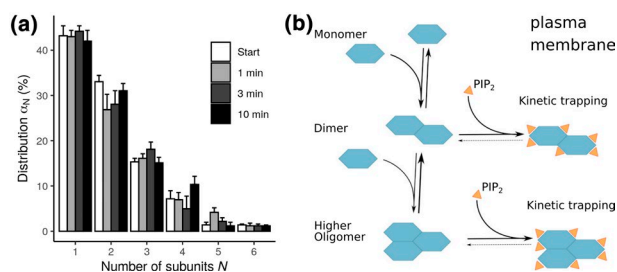 (a)
Distribution αN (%)
40
30
20
10
0
Start
1 min
3 min
10 min
1 2 3 4 5 6
Number of subunits N
(b)
Monomer
plasma
membrane
PIP2
Kinetic trapping
Dimer
PIP2
Kinetic trapping
Higher
Oligomer